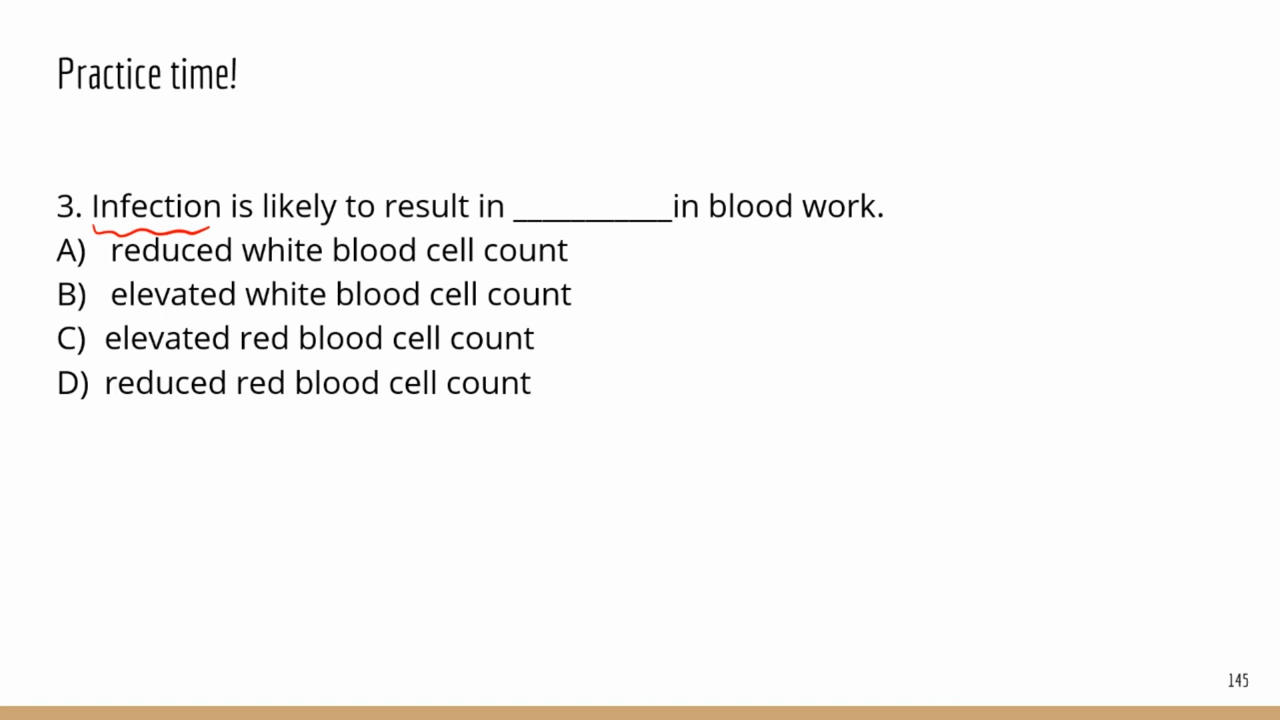 Practice time!
3. Infection is likely to result in ___________in blood work.
A) reduced white blood cell count
B) elevated white blood cell count
C) elevated red blood cell count
D) reduced red blood cell count
145